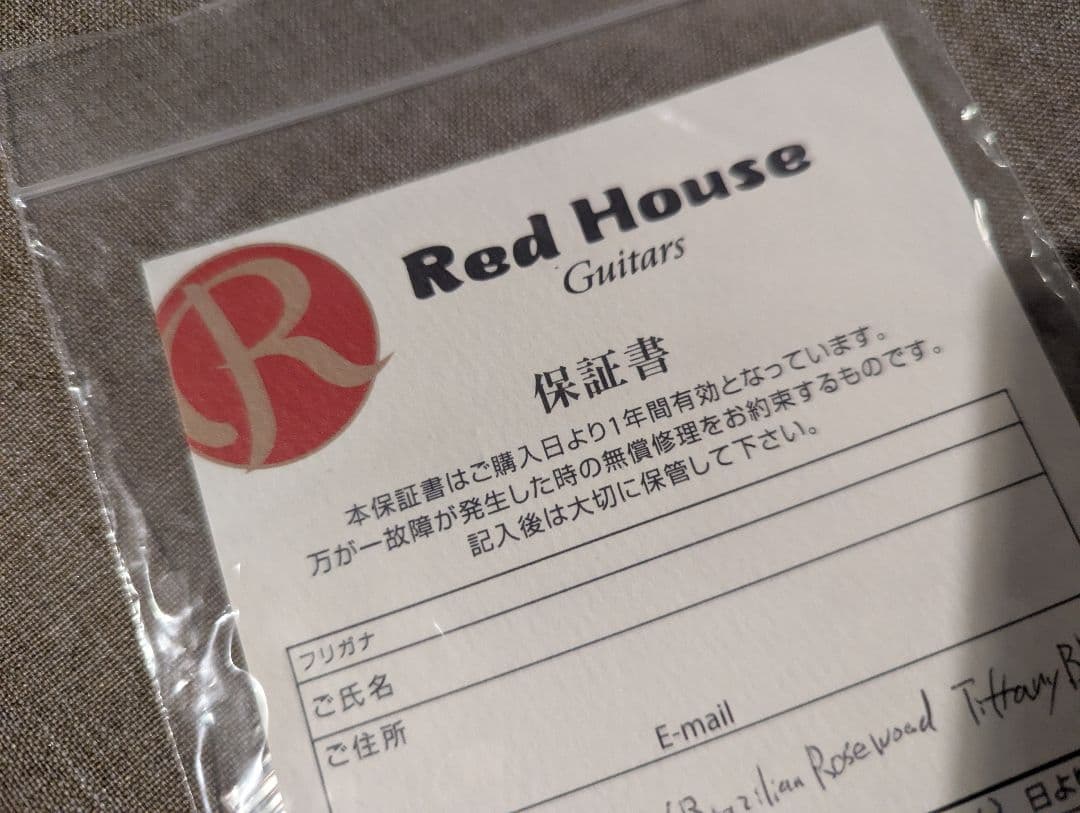 R
Red House
Guitars
保証書
本保証書はご購入日より1年間有効となっています。
万が一故障が発生した時の無償修理をお約束するものです。
記入後は大切に保管して下さい。
フリガナ
ご氏名
ご住所
E-mail
Brazilian Rosewood Tiffany
日より